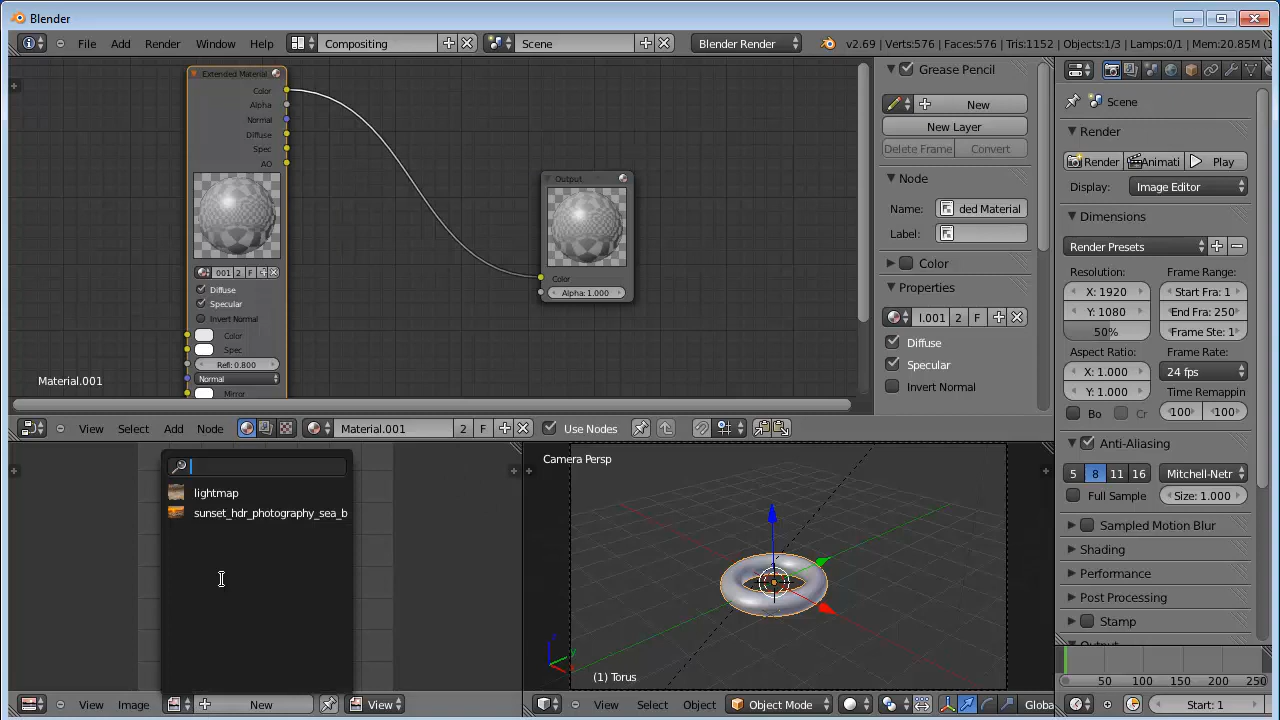 Blender
File Add Render Window Help Compositing Scene Blender Render v2.69 | Verts:576 | Faces:576 | Tris:1152 | Objects:1/3 | Lamps:0/1 | Mem:20.85M
Extended Material
Color
Alpha
Normal
Diffuse
Spec
AO
001 2 F
Diffuse
Specular
Invert Normal
Color
Spec
Refl: 0.800
Normal
Mirror
Material.001
Output
Color
Alpha: 1.000
Grease Pencil
New
New Layer
Delete Frame Convert
Node
Name: ded Material
Label:
Color
Properties
l.001 2 F
Diffuse
Specular
Invert Normal
View Select Add Node Material.001 2 F Use Nodes
lightmap
sunset_hdr_photography_sea_b
View Image New View
Camera Persp
(1) Torus
View Select Object Object Mode Globa
Scene
Render
Render Animati Play
Display: Image Editor
Dimensions
Render Presets
Resolution: Frame Range:
X: 1920 Start Fra: 1
Y: 1080 End Fra: 250
50% Frame Ste: 1
Aspect Ratio: Frame Rate:
X: 1.000 24 fps
Y: 1.000 Time Remappin
Bo Cr 100 100
Anti-Aliasing
5 8 11 16 Mitchell-Netr
Full Sample Size: 1.000
Sampled Motion Blur
Shading
Performance
Post Processing
Stamp
50 100 150 200 250
Start: 1